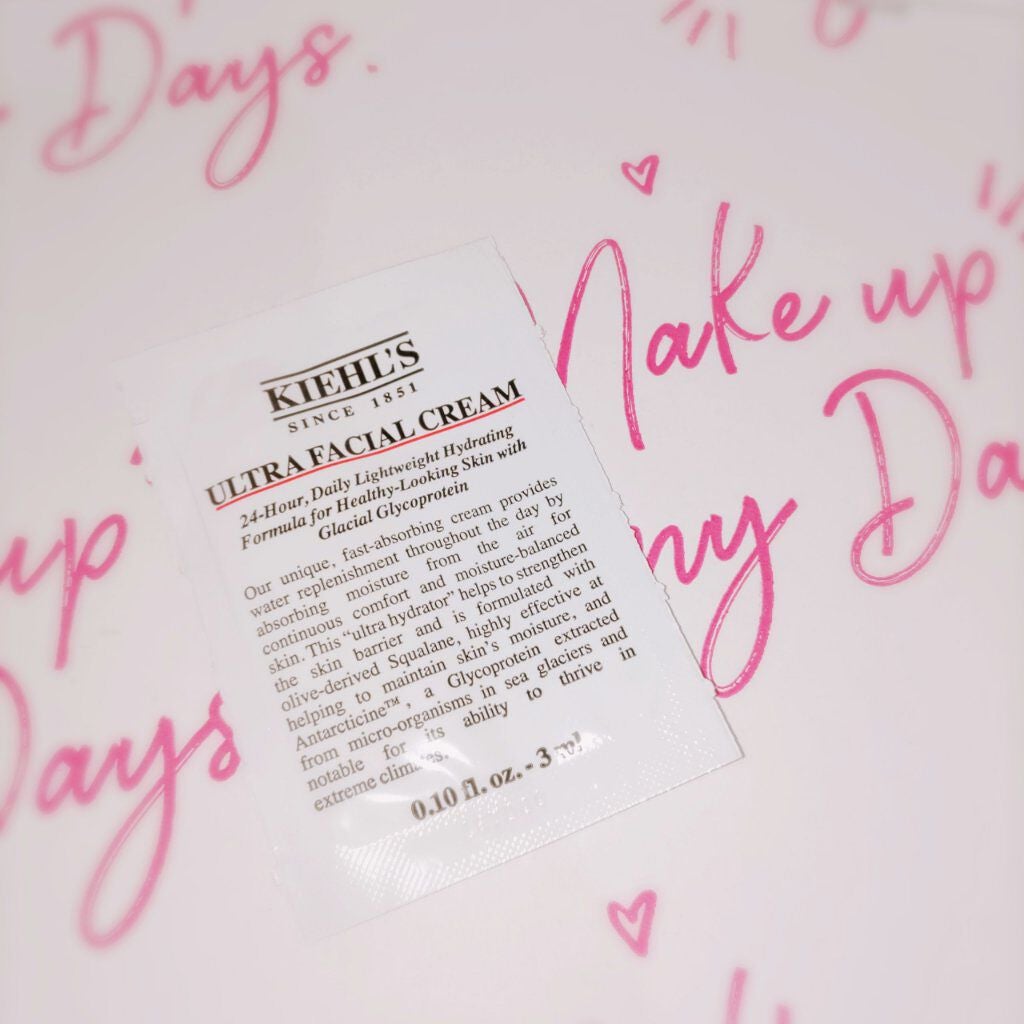 Days.
Make up
my Da
up
Days
KIEHL'S
SINCE 1851
ULTRA FACIAL CREAM
24-Hour, Daily Lightweight Hydrating
Formula for Healthy-Looking Skin with
Glacial Glycoprotein
Our unique, fast-absorbing cream provides
water replenishment throughout the day by
absorbing moisture from the air for
continuous comfort and moisture-balanced
skin. This "ultra hydrator" helps to strengthen
the skin barrier and is formulated with
olive-derived Squalane, highly effective at
helping to maintain skin's moisture, and
Antarcticine™, a Glycoprotein extracted
from micro-organisms in sea glaciers and
notable for its ability to thrive in
extreme climates.
0.10 fl. oz. - 3 ml